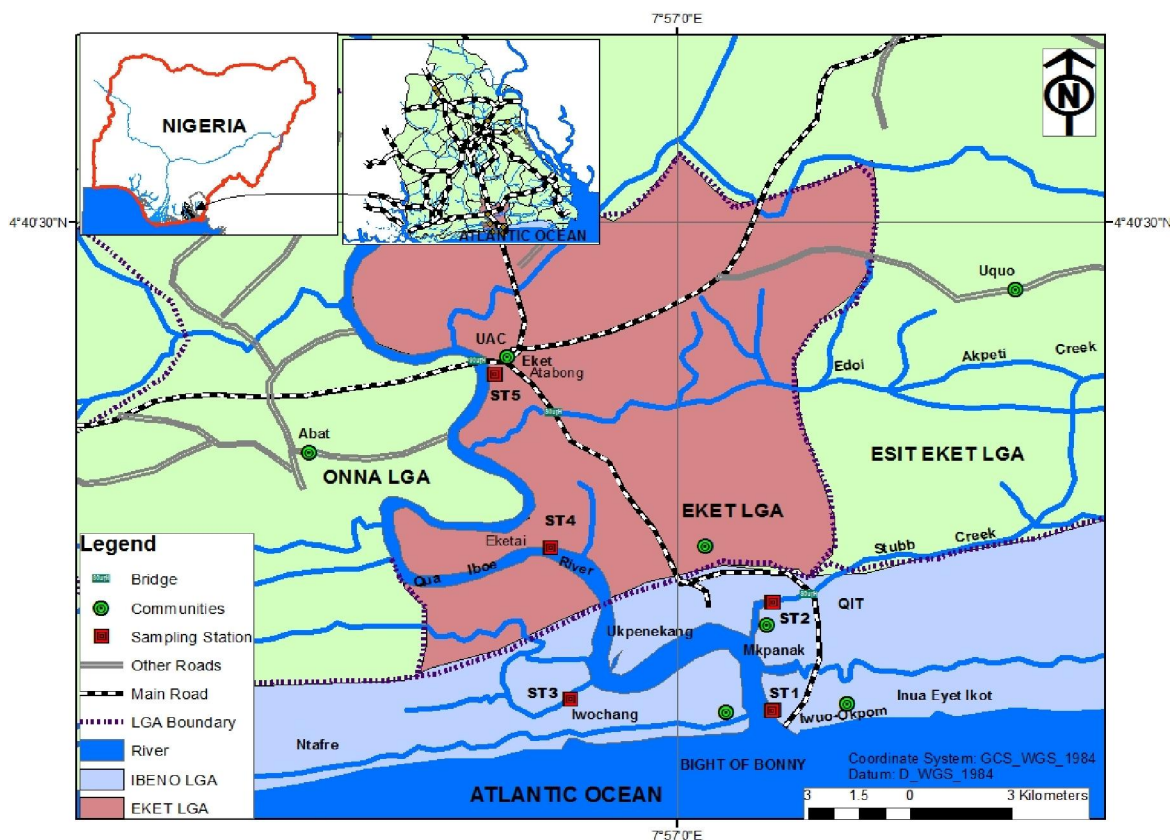 7°57'0"E
NIGERIA
ATLANTIC OCEAN
N
4°40'30"N
4°40'30"N
Uquo
UAC
Eket
Atabong
ST5
Edoi
Akpeti
Creek
Abat
ONNA LGA
ESIT EKET LGA
EKET LGA
ST4
Eketai
Qua Iboe River
Stubb Creek
QIT
ST2
Ukpenekang
Mkpanak
ST3
Iwochang
ST1
Iwuo-Okpom
Inua Eyet Ikot
Ntafre
BIGHT OF BONNY
ATLANTIC OCEAN
Coordinate System: GCS_WGS_1984
Datum: D_WGS_1984
3 1.5 0 3 Kilometers
Legend
Bridge
Communities
Sampling Station
Other Roads
Main Road
LGA Boundary
River
IBENO LGA
EKET LGA
7°57'0"E